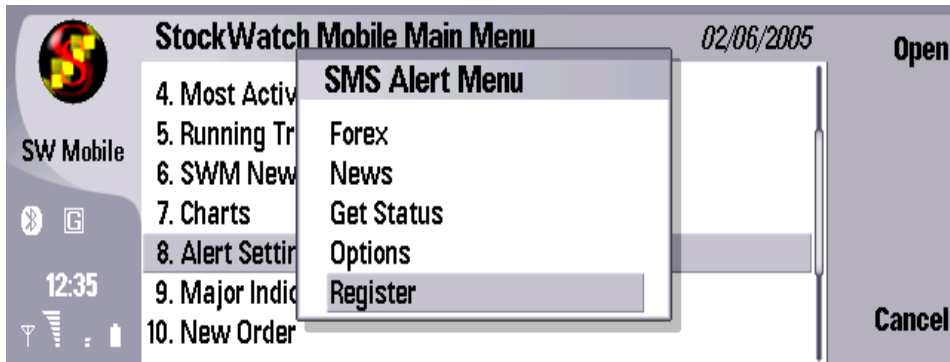 StockWatch Mobile Main Menu
02/06/2005
Open
SMS Alert Menu
SW Mobile
4. Most Activ
5. Running Tr
6. SWM New
7. Charts
8. Alert Settin
9. Major Indic
10. New Order
Forex
News
Get Status
Options
Register
G
12:35
Cancel